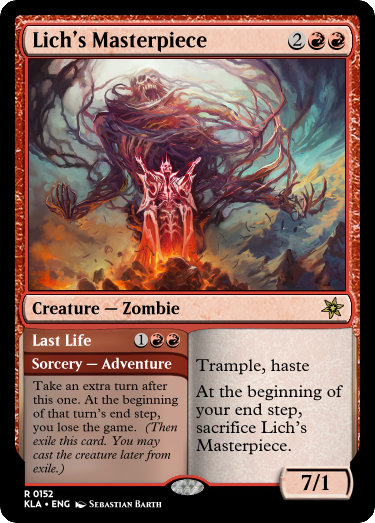 Lich's Masterpiece 2
Creature — Zombie
Last Life 1
Sorcery — Adventure
Take an extra turn after
this one. At the beginning
of that turn's end step,
you lose the game. (Then
exile this card. You may
cast the creature later from
exile.)
Trample, haste
At the beginning of
your end step,
sacrifice Lich's
Masterpiece.
7/1
R 0152
KLA • ENG Sebastian Barth